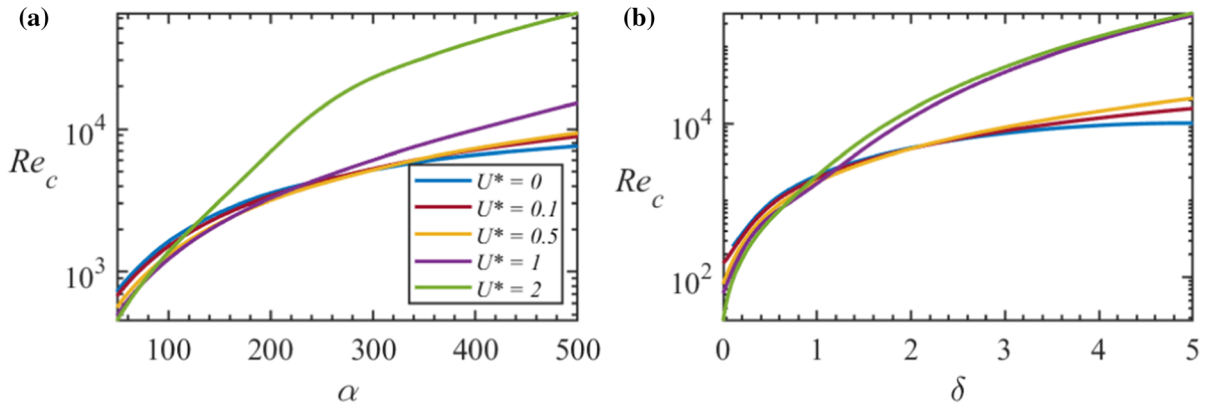 (a)
Re_c
10^4
10^3
100
200
300
400
500
α
U* = 0
U* = 0.1
U* = 0.5
U* = 1
U* = 2
(b)
Re_c
10^4
10^2
0
1
2
3
4
5
δ